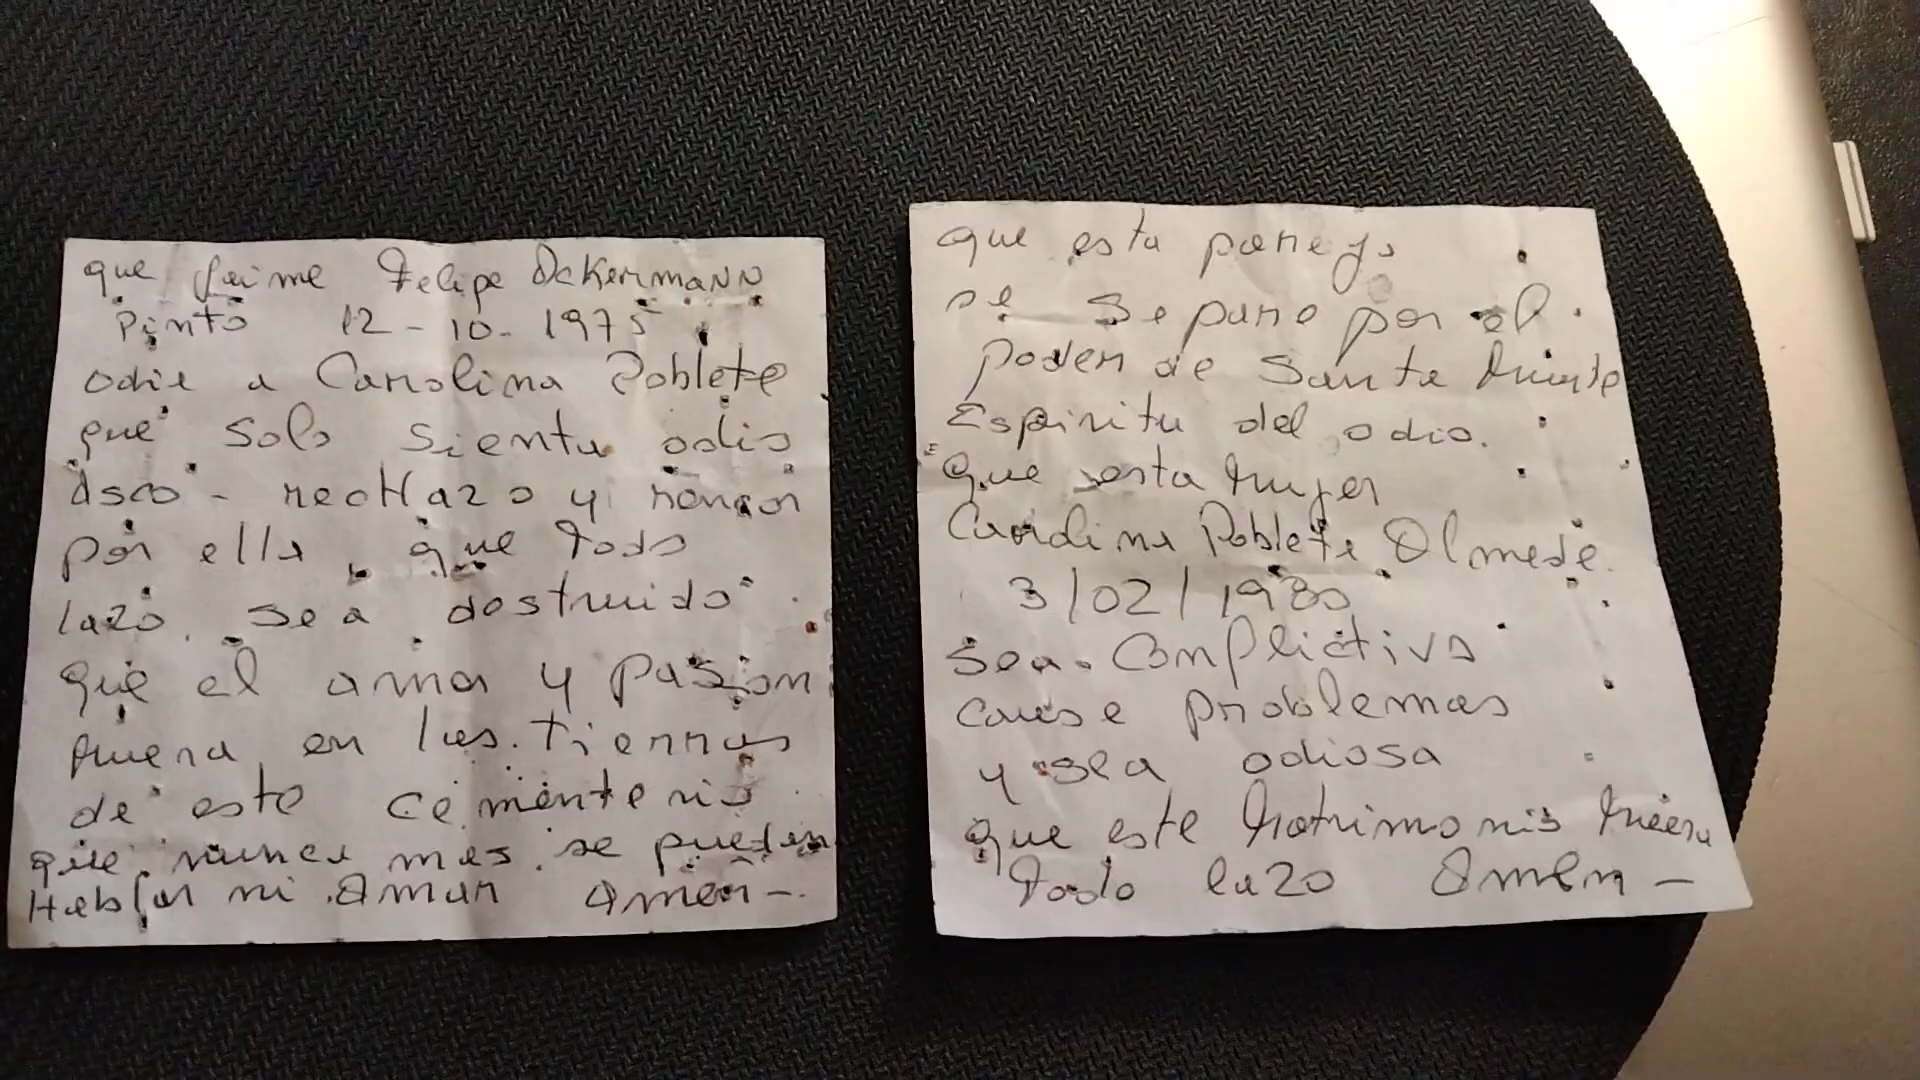 que Jaime Felipe Ackermann
Pinto 12-10-1975
odie a Carolina Poblete
que solo sienta odio
asco - rechazo y rencor
por ella, que todo
lazo sea destruido
que el amor y pasion
muera en las tierras
de este cementerio
que nunca mas se puedan
Hablar ni Amar Amen-.
que esta pareja
se separe por el
poder de Santa Muerte
Espiritu del odio.
que esta mujer
Carolina Poblete Olmede.
3/02/1980
sea conflictiva
cause problemas
y sea odiosa
que este matrimonio muera
todo lazo Amen -